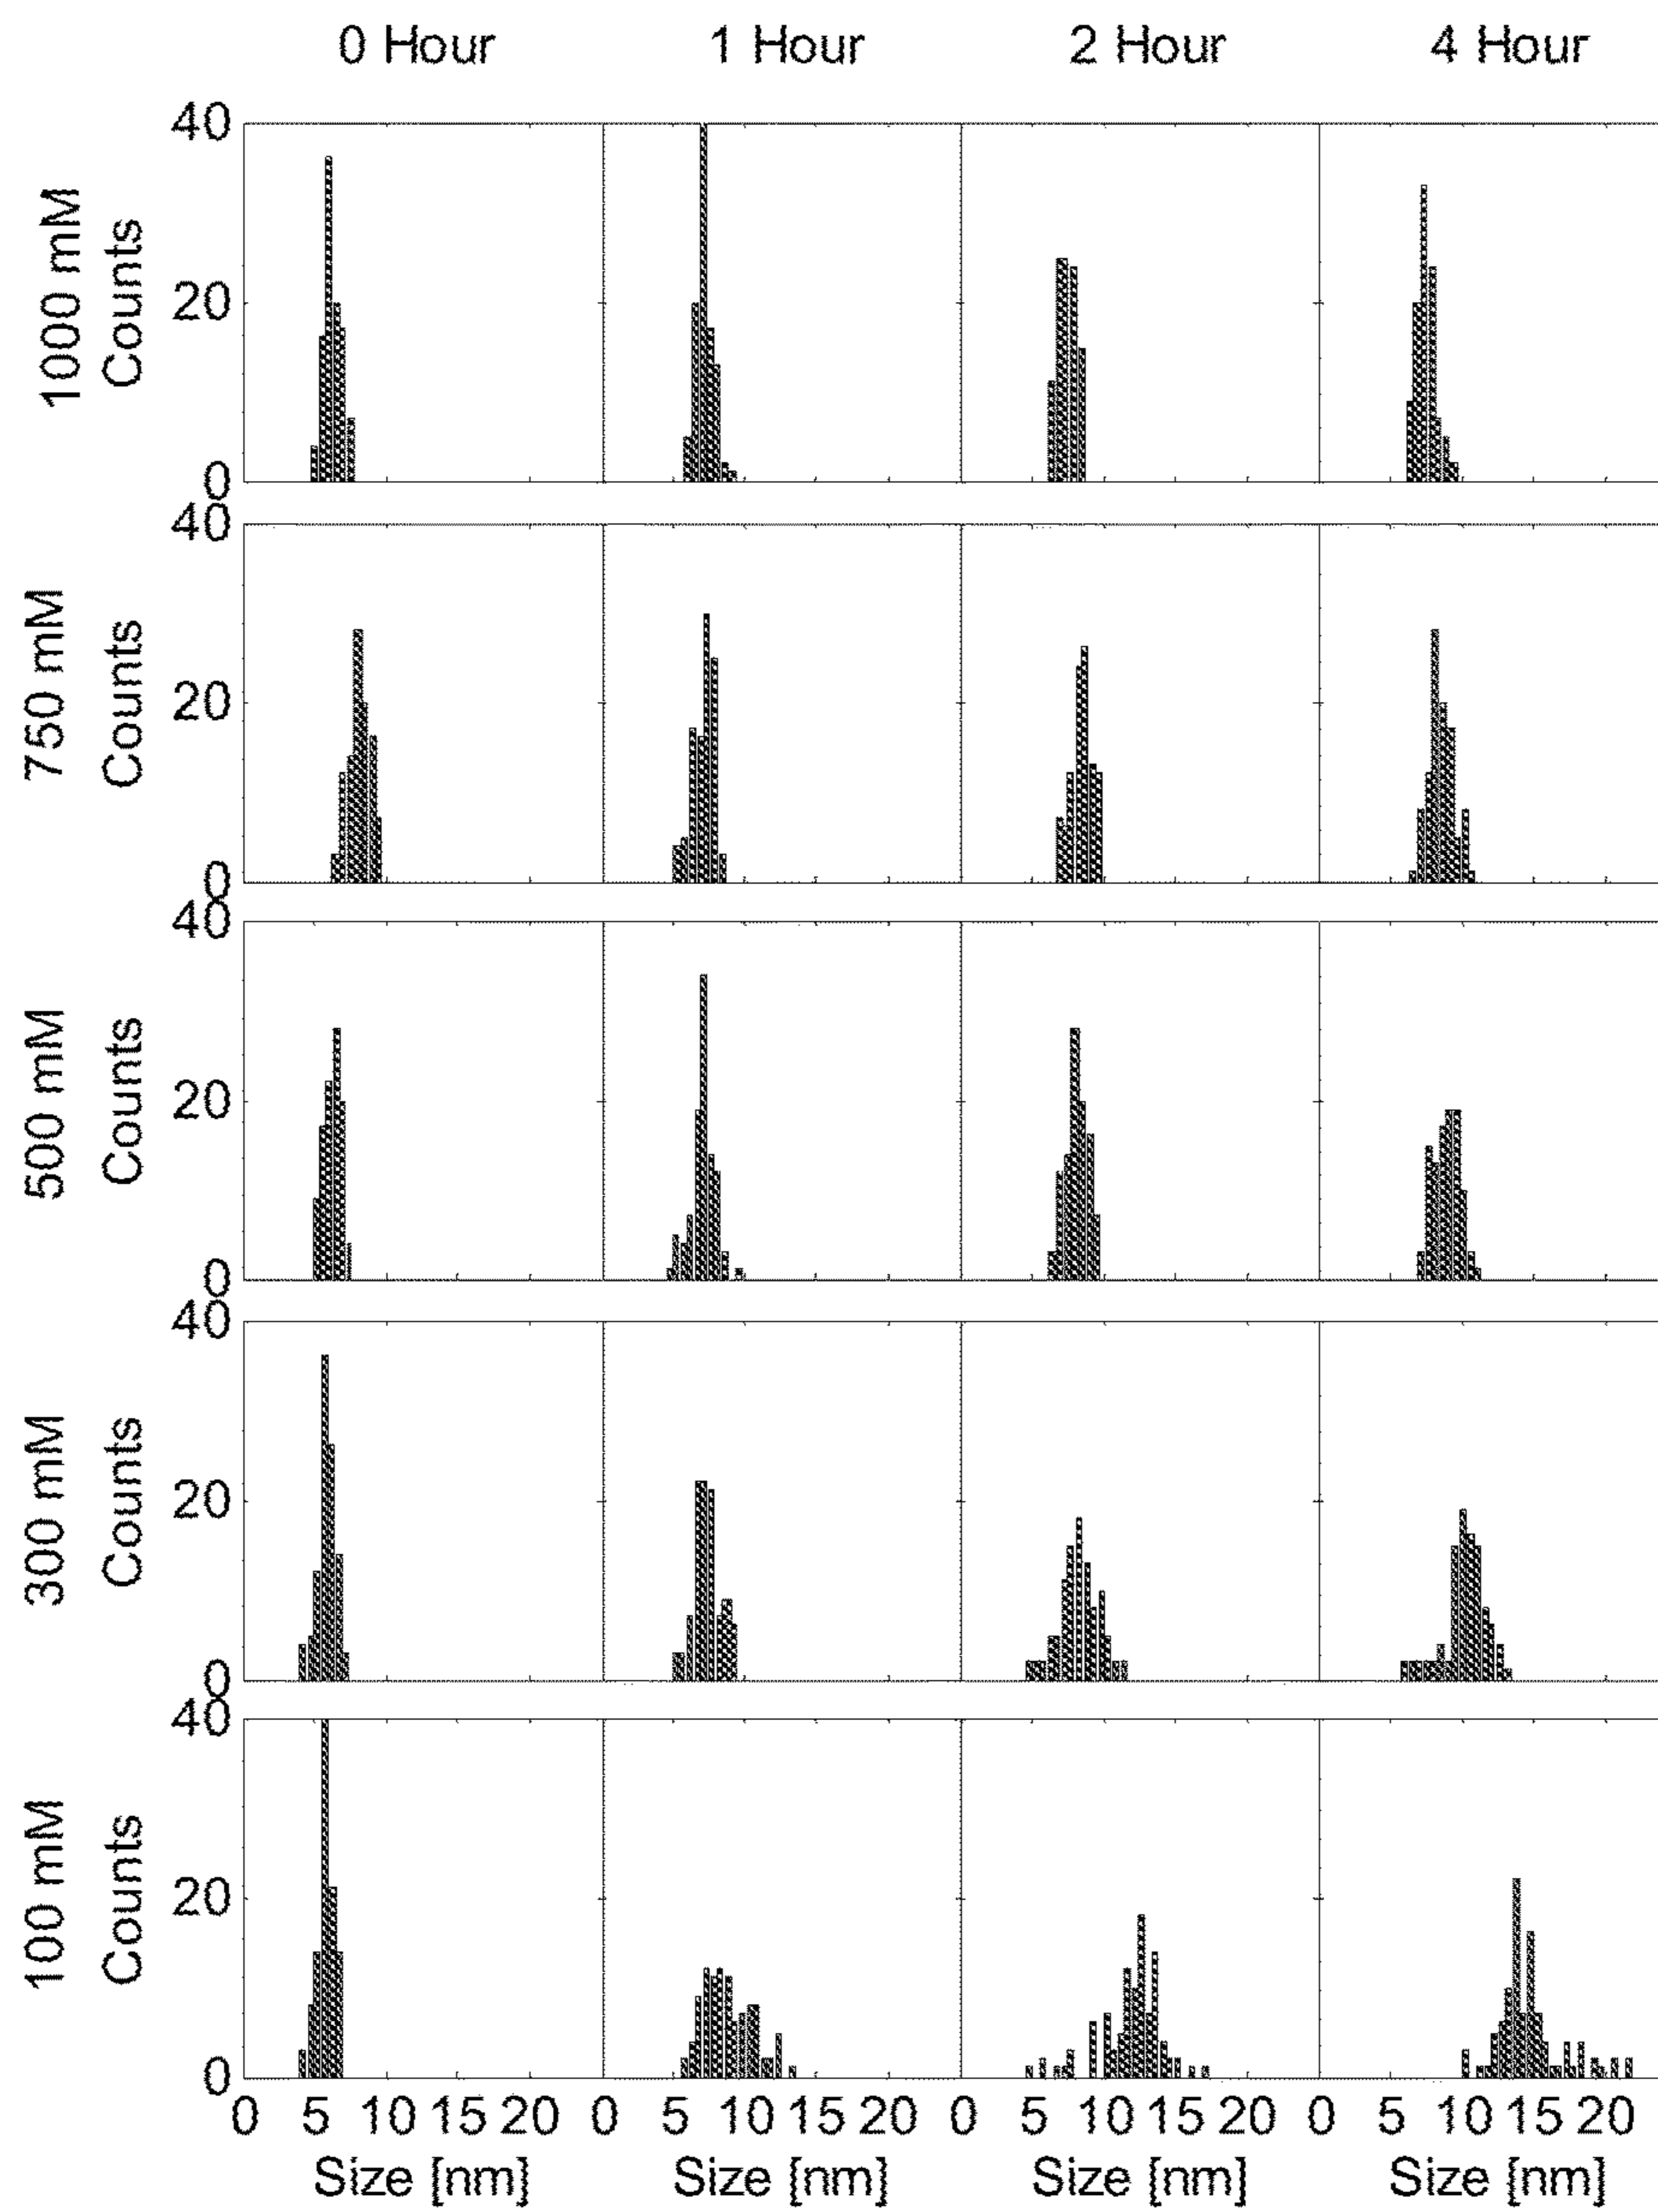 0 Hour 1 Hour 2 Hour 4 Hour
1000 mM
Counts
40
20
0
750 mM
Counts
40
20
0
500 mM
Counts
40
20
0
300 mM
Counts
40
20
0
100 mM
Counts
40
20
0
0 5 10 15 20 0 5 10 15 20 0 5 10 15 20 0 5 10 15 20
Size [nm] Size [nm] Size [nm] Size [nm]